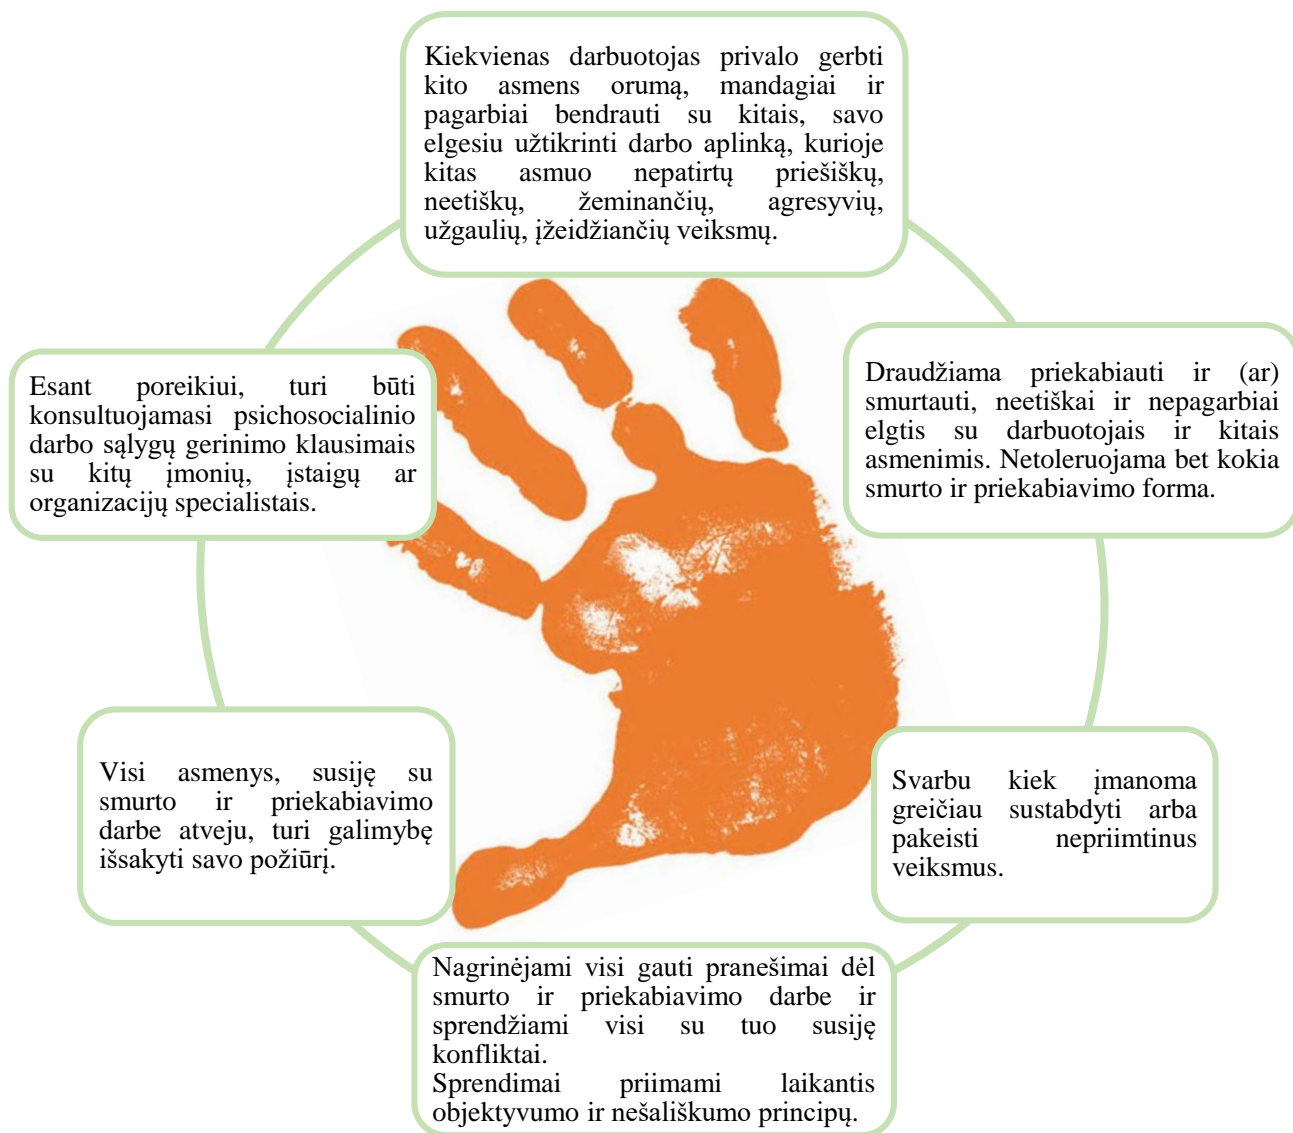 Kiekvienas darbuotojas privalo gerbti
kito asmens orumą, mandagiai ir
pagarbiai bendrauti su kitais, savo
elgesiu užtikrinti darbo aplinką, kurioje
kitas asmuo nepatirtų priešiškų,
neetiškų, žeminančių, agresyvių,
užgaulių, įžeidžiančių veiksmų.
Draudžiama priekabiauti ir (ar)
smurtauti, neetiškai ir nepagarbiai
elgtis su darbuotojais ir kitais
asmenimis. Netoleruojama bet kokia
smurto ir priekabiavimo forma.
Svarbu kiek įmanoma
greičiau sustabdyti arba
pakeisti nepriimtinus
veiksmus.
Nagrinėjami visi gauti pranešimai dėl
smurto ir priekabiavimo darbe ir
sprendžiami visi su tuo susiję
konfliktai.
Sprendimai priimami laikantis
objektyvumo ir nešališkumo principų.
Visi asmenys, susiję su
smurto ir priekabiavimo
darbe atveju, turi galimybę
išsakyti savo požiūrį.
Esant poreikiui, turi būti
konsultuojamasi psichosocialinio
darbo sąlygų gerinimo klausimais
su kitų įmonių, įstaigų ar
organizacijų specialistais.